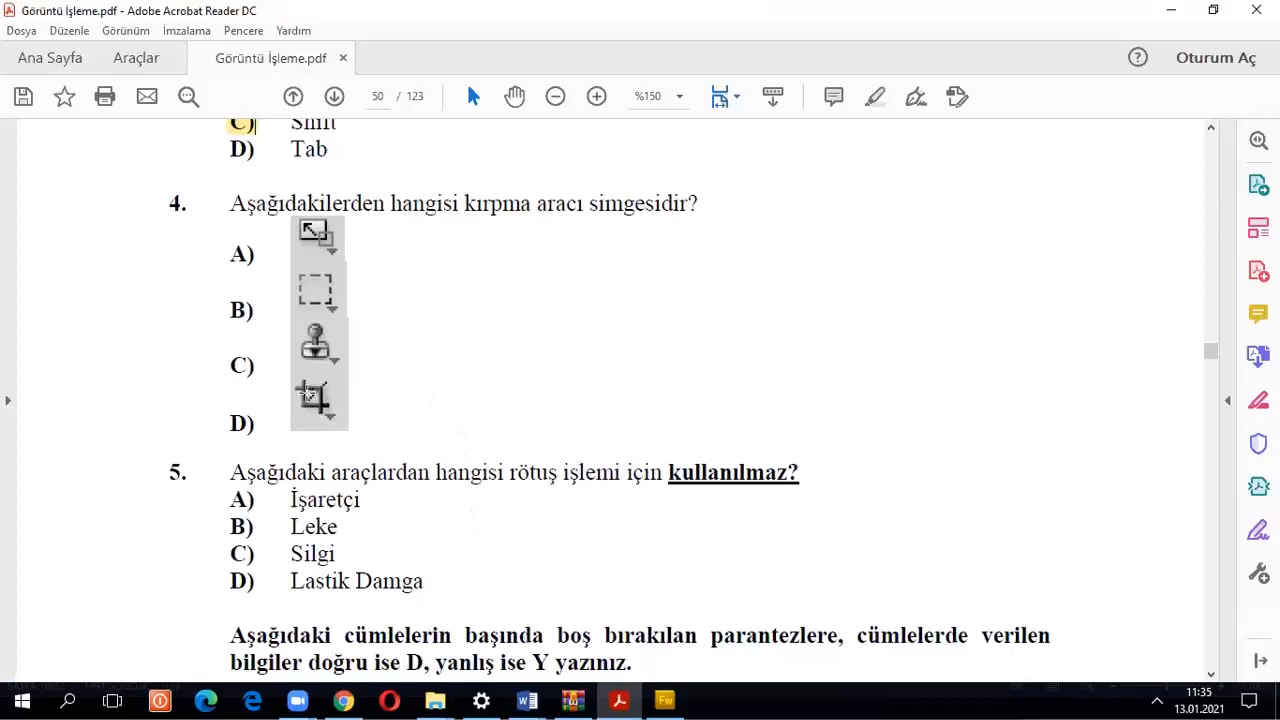 Görüntü İşleme.pdf - Adobe Acrobat Reader DC
Dosya Düzenle Görünüm İmzalama Pencere Yardım
Ana Sayfa Araçlar Görüntü İşleme.pdf × ? Oturum Aç
50 / 123 %150
C) Shift
D) Tab
4. Aşağıdakilerden hangisi kırpma aracı simgesidir?
A)
B)
C)
D)
5. Aşağıdaki araçlardan hangisi rötuş işlemi için kullanılmaz?
A) İşaretçi
B) Leke
C) Silgi
D) Lastik Damga
Aşağıdaki cümlelerin başında boş bırakılan parantezlere, cümlelerde verilen
bilgiler doğru ise D, yanlış ise Y yazınız.
W Fw
11:35
13.01.2021